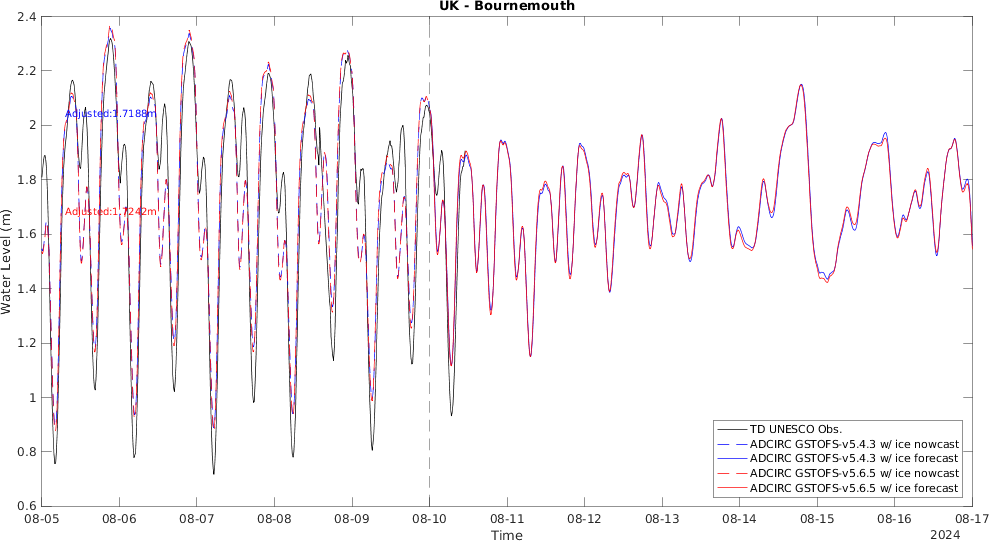 UK - Bournemouth
2.4
2.2
2
1.8
1.6
1.4
1.2
1
0.8
0.6
Water Level (m)
Adjusted:1.7188m
Adjusted:1.7242m
TD UNESCO Obs.
ADCIRC GSTOFS-v5.4.3 w/ ice nowcast
ADCIRC GSTOFS-v5.4.3 w/ ice forecast
ADCIRC GSTOFS-v5.6.5 w/ ice nowcast
ADCIRC GSTOFS-v5.6.5 w/ ice forecast
08-05 08-06 08-07 08-08 08-09 08-10 08-11 08-12 08-13 08-14 08-15 08-16 08-17
Time
2024